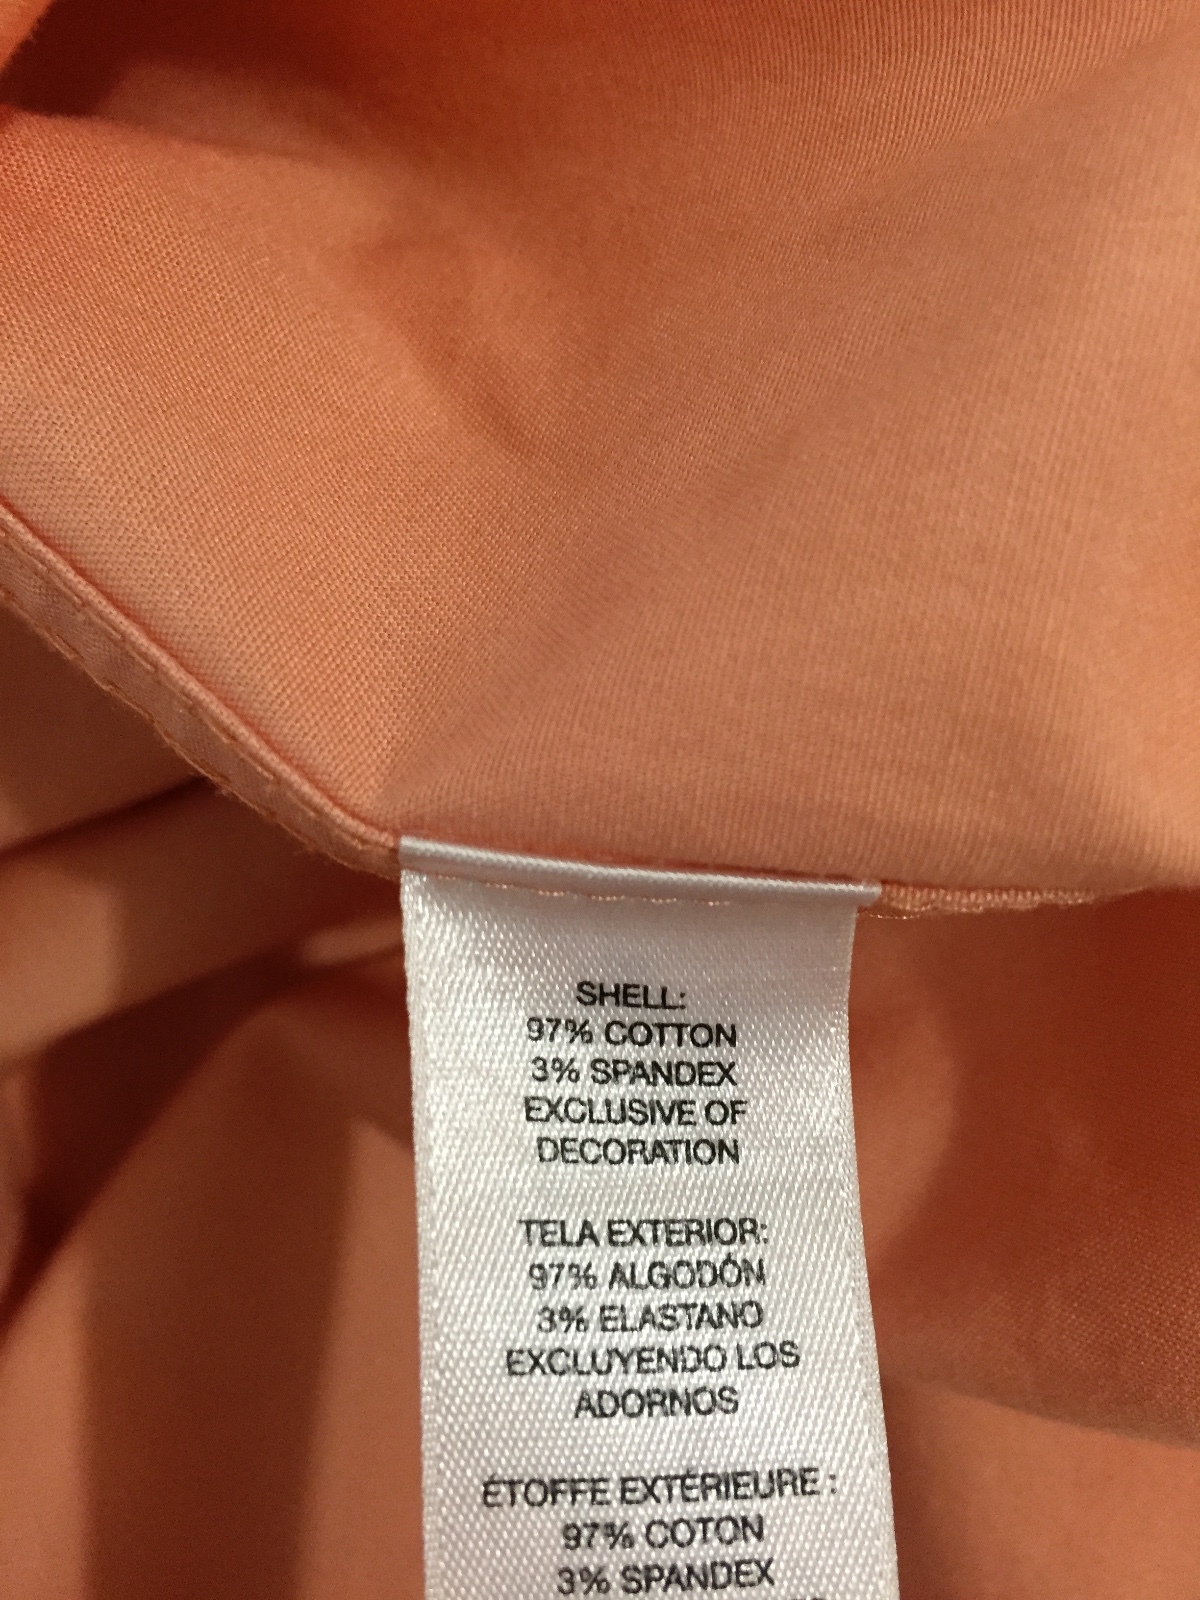 SHELL:
97% COTTON
3% SPANDEX
EXCLUSIVE OF
DECORATION
TELA EXTERIOR:
97% ALGODÓN
3% ELASTANO
EXCLUYENDO LOS
ADORNOS
ÉTOFFE EXTÉRIEURE :
97% COTON
3% SPANDEX